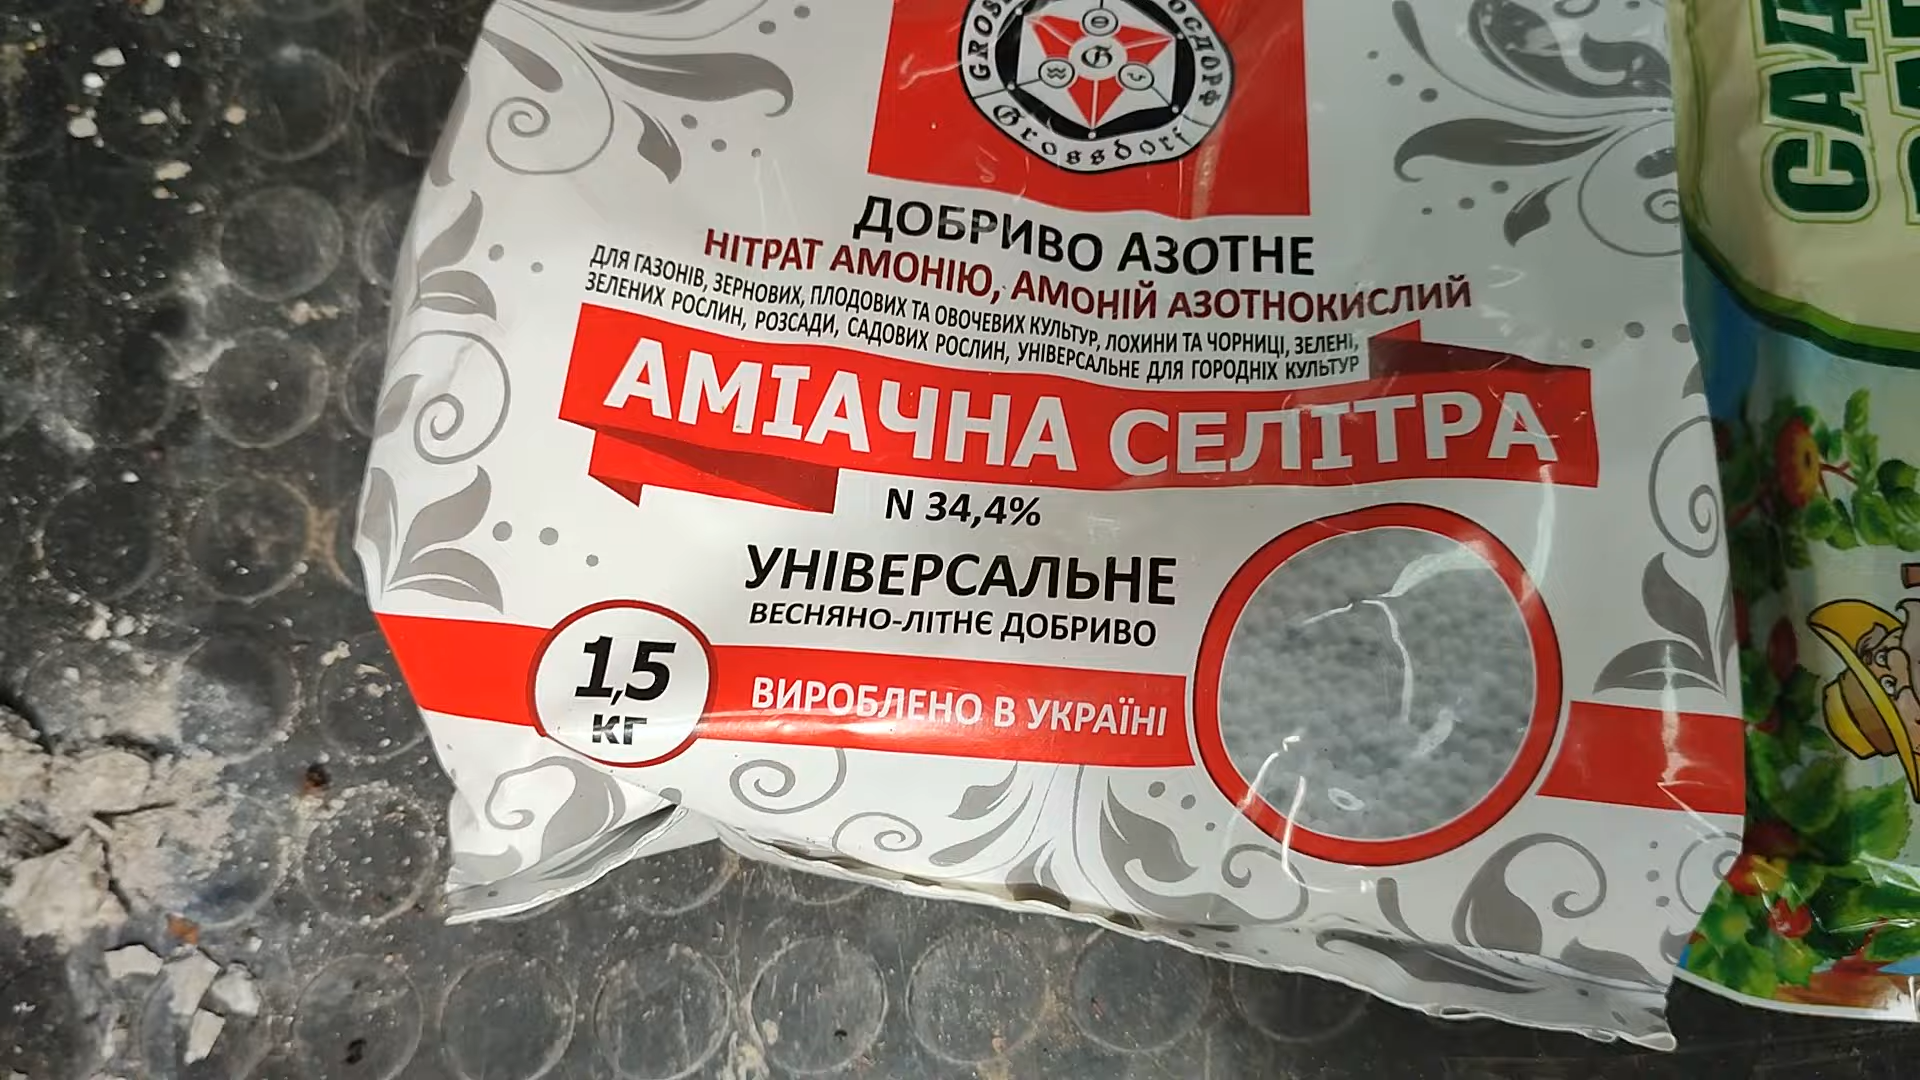 Grossdorf
ДОБРИВО АЗОТНЕ
НІТРАТ АМОНІЮ, АМОНІЙ АЗОТНОКИСЛИЙ
ДЛЯ ГАЗОНІВ, ЗЕРНОВИХ, ПЛОДОВИХ ТА ОВОЧЕВИХ КУЛЬТУР, ЛОХИНИ ТА ЧОРНИЦІ, ЗЕЛЕНІ,
ЗЕЛЕНИХ РОСЛИН, РОЗСАДИ, САДОВИХ РОСЛИН, УНІВЕРСАЛЬНЕ ДЛЯ ГОРОДНІХ КУЛЬТУР
АМІАЧНА СЕЛІТРА
N 34,4%
УНІВЕРСАЛЬНЕ
ВЕСНЯНО-ЛІТНЄ ДОБРИВО
1,5
КГ
ВИРОБЛЕНО В УКРАЇНІ